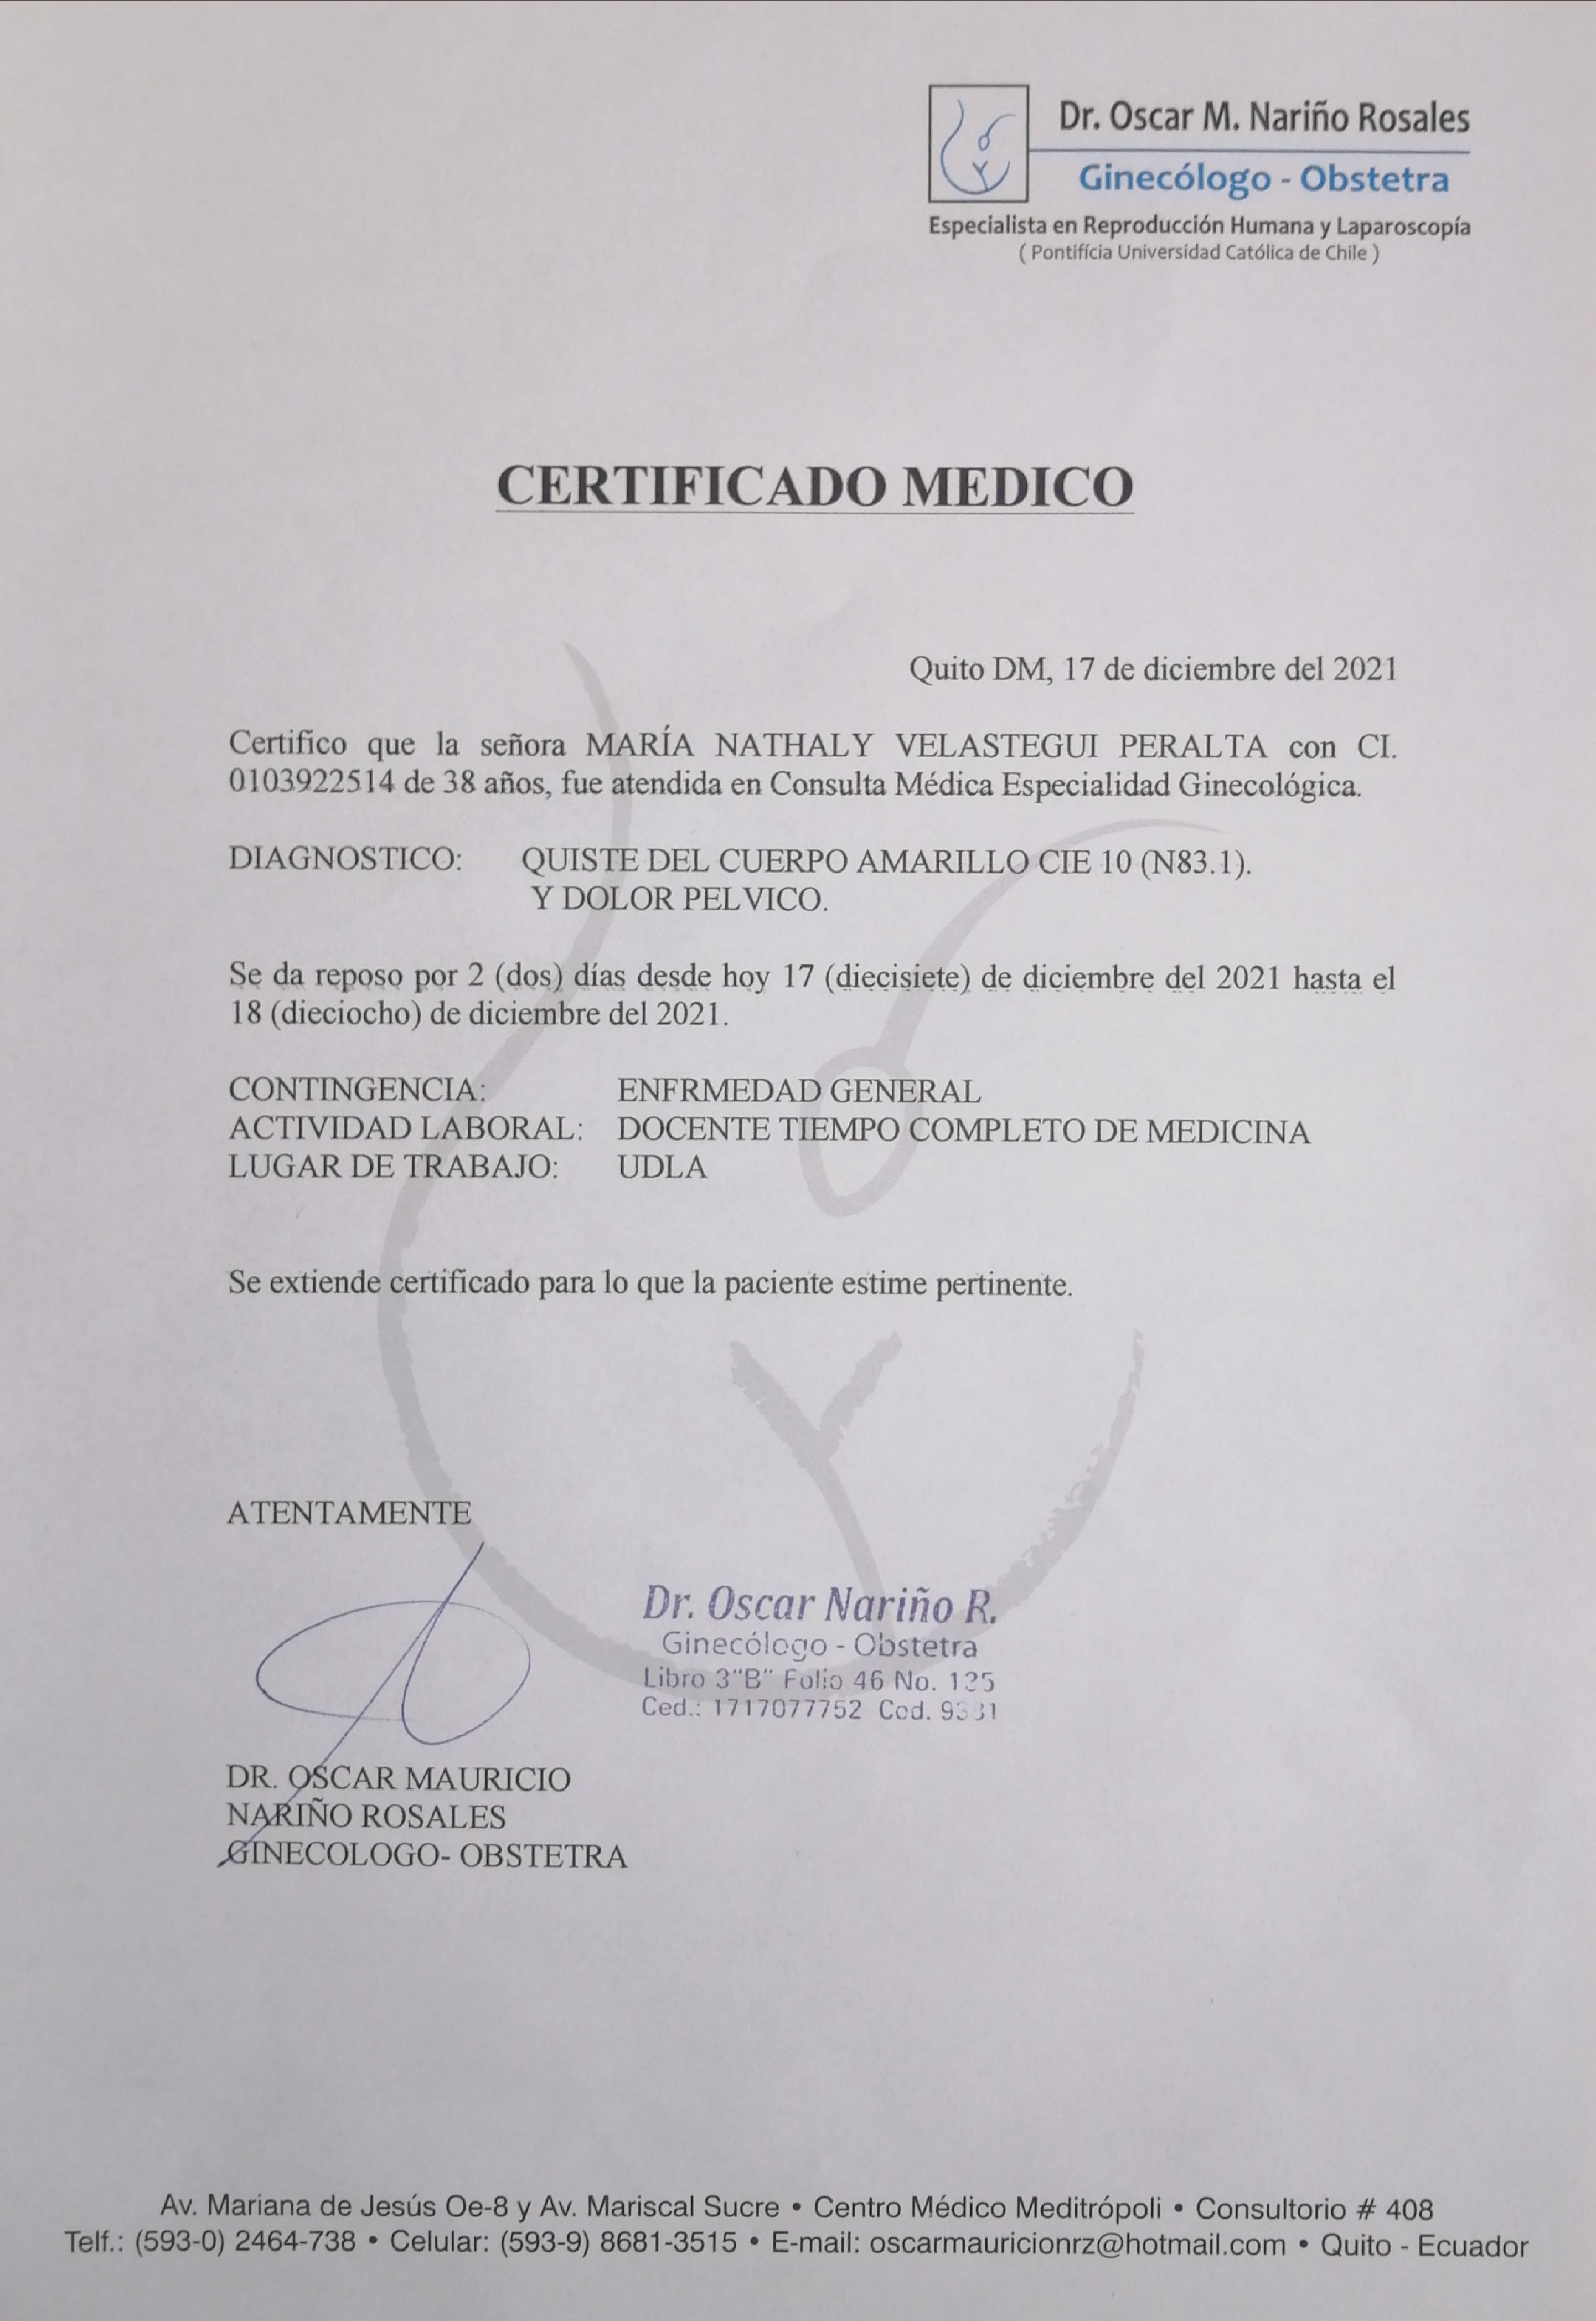 Dr. Oscar M. Nariño Rosales
Ginecólogo - Obstetra
Especialista en Reproducción Humana y Laparoscopía
( Pontifícia Universidad Católica de Chile )
CERTIFICADO MEDICO
Quito DM, 17 de diciembre del 2021
Certifico que la señora MARÍA NATHALY VELASTEGUI PERALTA con CI.
0103922514 de 38 años, fue atendida en Consulta Médica Especialidad Ginecológica.
DIAGNOSTICO: QUISTE DEL CUERPO AMARILLO CIE 10 (N83.1).
Y DOLOR PELVICO.
Se da reposo por 2 (dos) días desde hoy 17 (diecisiete) de diciembre del 2021 hasta el
18 (dieciocho) de diciembre del 2021.
CONTINGENCIA: ENFRMEDAD GENERAL
ACTIVIDAD LABORAL: DOCENTE TIEMPO COMPLETO DE MEDICINA
LUGAR DE TRABAJO: UDLA
Se extiende certificado para lo que la paciente estime pertinente.
ATENTAMENTE
Dr. Oscar Nariño R.
Ginecólogo - Obstetra
Libro 3"B" Folio 46 No.
Ced.: 1717077752 Cod.
DR. OSCAR MAURICIO
NARIÑO ROSALES
GINECOLOGO- OBSTETRA
Av. Mariana de Jesús Oe-8 y Av. Mariscal Sucre • Centro Médico Meditrópoli • Consultorio # 408
Telf.: (593-0) 2464-738 • Celular: (593-9) 8681-3515 • E-mail: oscarmauricionrz@hotmail.com • Quito - Ecuador